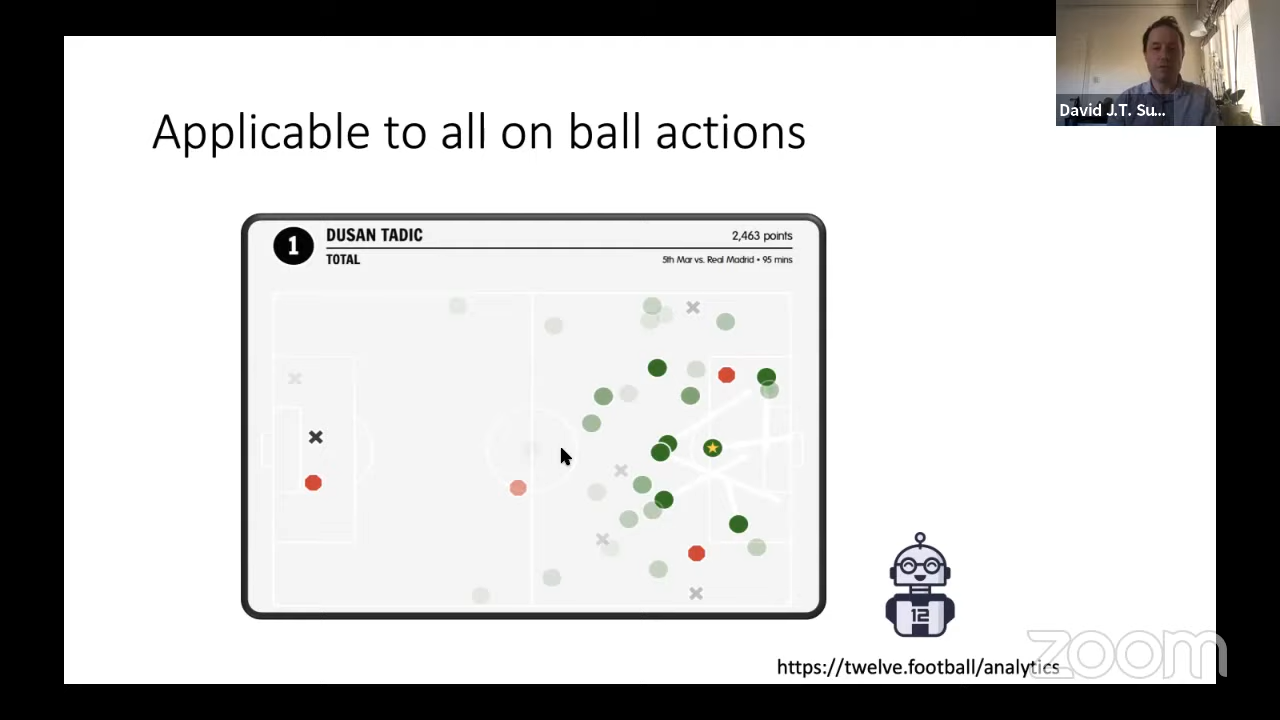 David J.T. Su...
Applicable to all on ball actions
1
DUSAN TADIC
2,463 points
TOTAL
5th Mar vs. Real Madrid • 95 mins
12
https://twelve.football/analytics
zoom